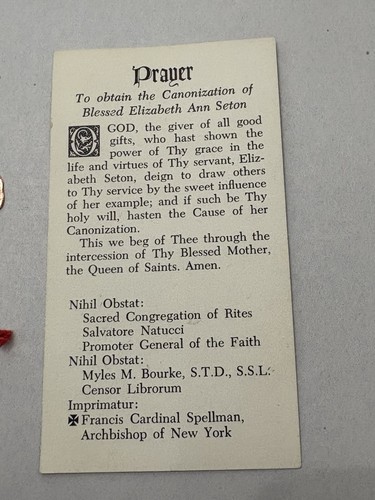 Prayer
To obtain the Canonization of
Blessed Elizabeth Ann Seton
O GOD, the giver of all good
gifts, who hast shown the
power of Thy grace in the
life and virtues of Thy servant, Eliz-
abeth Seton, deign to draw others
to Thy service by the sweet influence
of her example; and if such be Thy
holy will, hasten the Cause of her
Canonization.
This we beg of Thee through the
intercession of Thy Blessed Mother,
the Queen of Saints. Amen.
Nihil Obstat:
Sacred Congregation of Rites
Salvatore Natucci
Promoter General of the Faith
Nihil Obstat:
Myles M. Bourke, S.T.D., S.S.L.
Censor Librorum
Imprimatur:
✠ Francis Cardinal Spellman,
Archbishop of New York